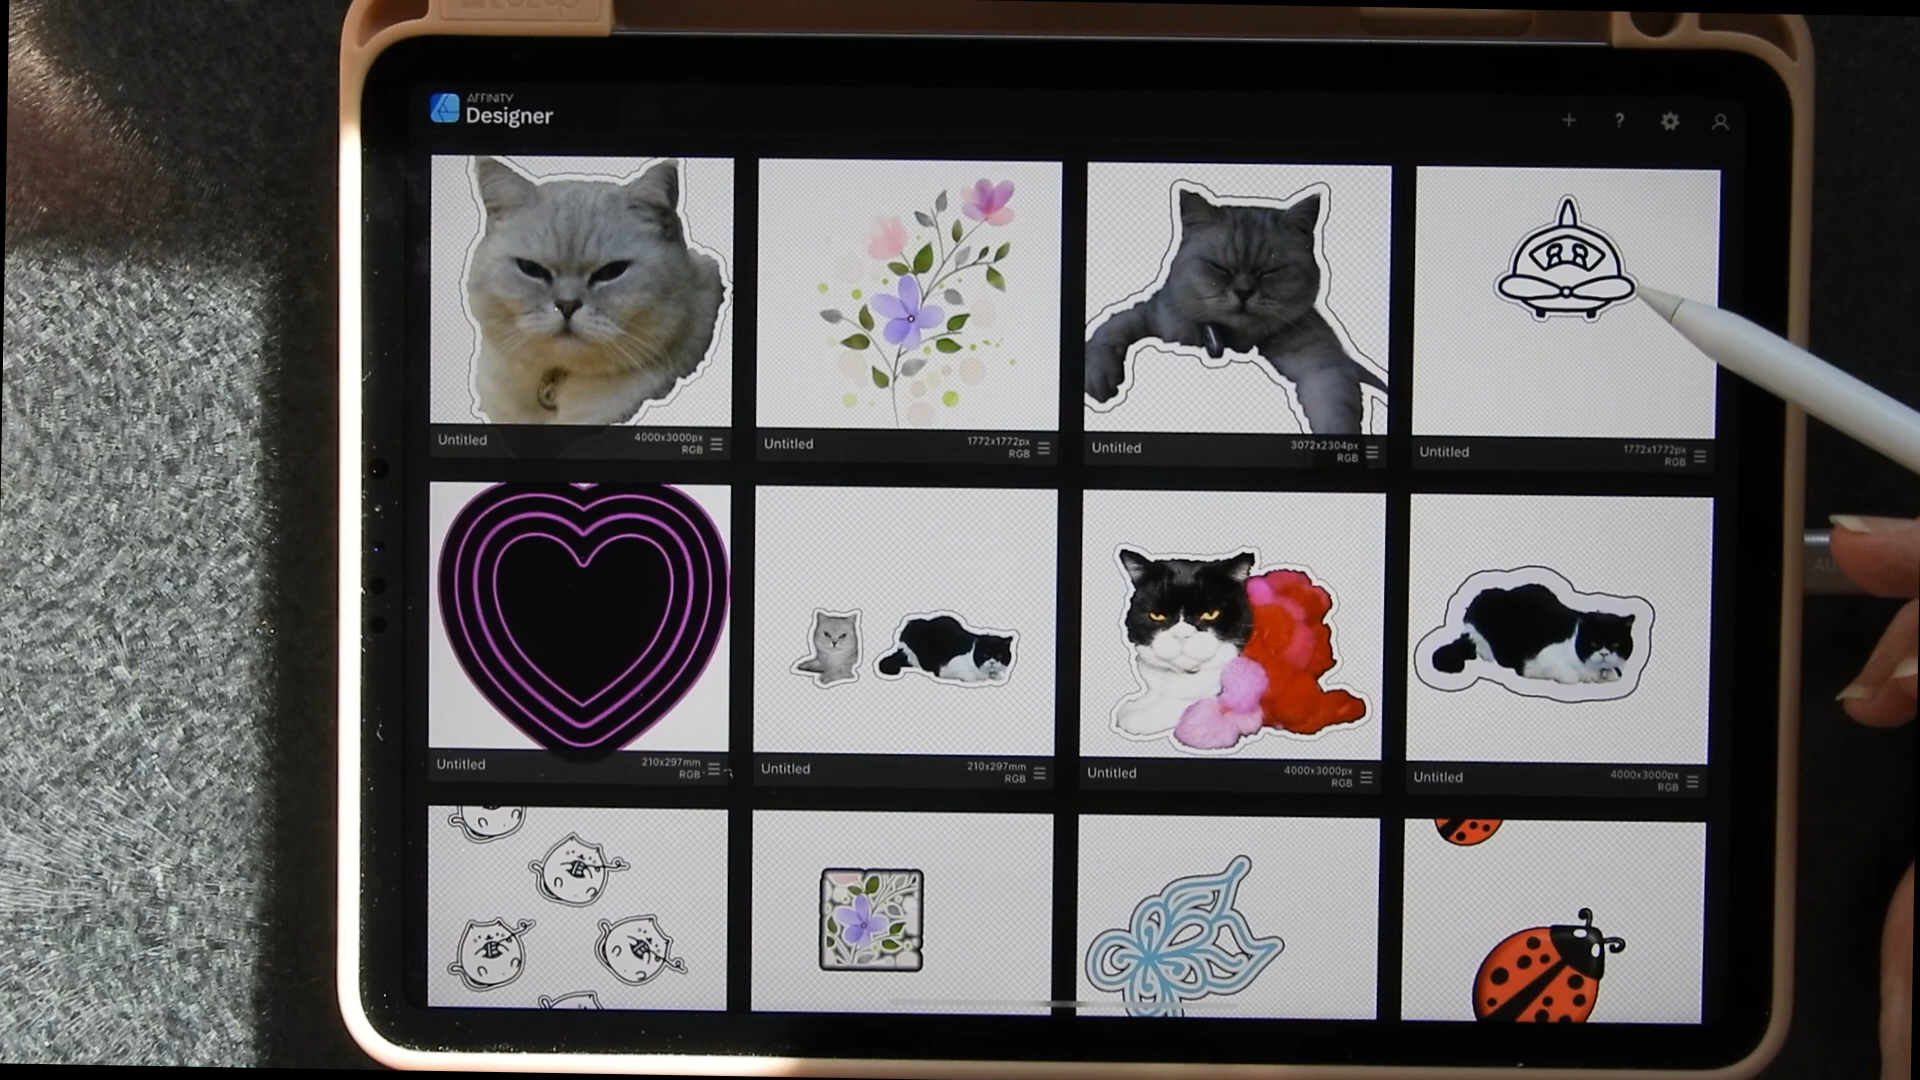 AFFINITY
Designer
+ ?
Untitled 4000x3000px
RGB
Untitled 1772x1772px
RGB
Untitled 3072x2304px
RGB
Untitled 1772x1772px
RGB
Untitled 210x297mm
RGB
Untitled 210x297mm
RGB
Untitled 4000x3000px
RGB
Untitled 4000x3000px
RGB